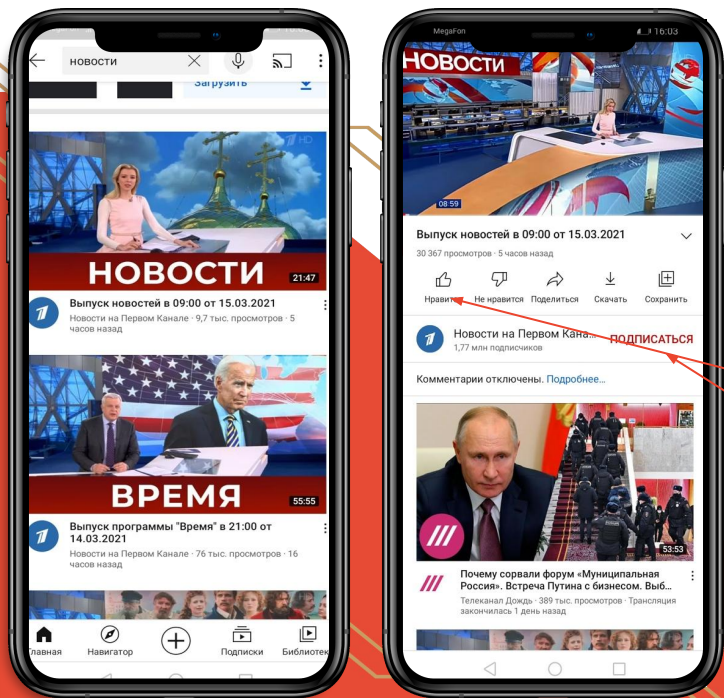 новости
Загрузить
HD
НОВОСТИ
21:47
Выпуск новостей в 09:00 от 15.03.2021
Новости на Первом Канале · 9,7 тыс. просмотров · 5
часов назад
ВРЕМЯ
55:55
Выпуск программы "Время" в 21:00 от
14.03.2021
Новости на Первом Канале · 76 тыс. просмотров · 16
часов назад
Главная
Навигатор
Подписки
Библиотек
MegaFon
16:03
НОВОСТИ
08:59
Выпуск новостей в 09:00 от 15.03.2021
30 367 просмотров · 5 часов назад
Нравится
Не нравится
Поделиться
Скачать
Сохранить
Новости на Первом Кана...
ПОДПИСАТЬСЯ
1,77 млн подписчиков
Комментарии отключены. Подробнее...
53:53
Почему сорвали форум «Муниципальная
Россия». Встреча Путина с бизнесом. Выб...
Телеканал Дождь · 389 тыс. просмотров · Трансляция
закончилась 1 день назад